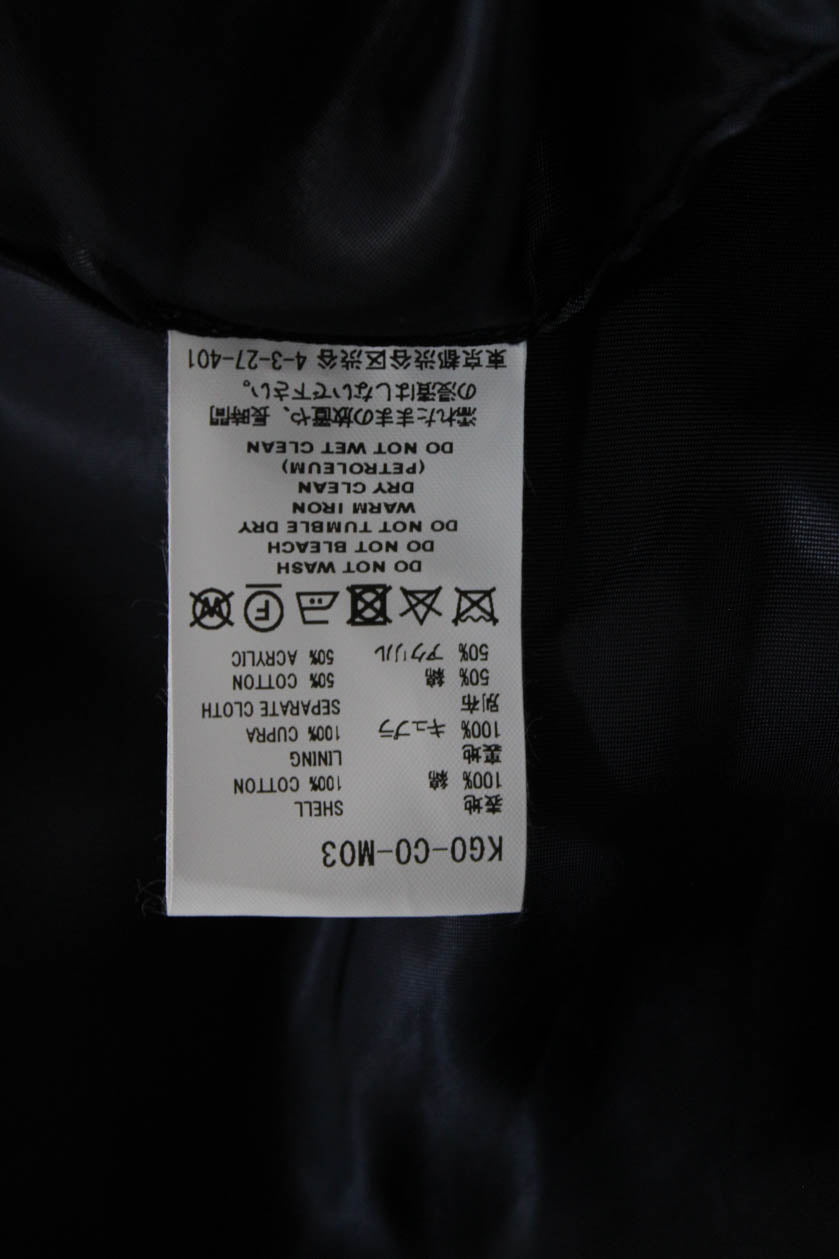 KGO-CO-M03
表地 SHELL
100% 綿 100% COTTON
裏地 LINING
100% キュプラ 100% CUPRA
別布 SEPARATE CLOTH
50% 綿 50% COTTON
50% アクリル 50% ACRYLIC
F W
DO NOT WASH
DO NOT BLEACH
DO NOT TUMBLE DRY
WARM IRON
DRY CLEAN
(PETROLEUM)
DO NOT WET CLEAN
濡れたままの放置や、長時間
の浸漬はしないで下さい。
東京都渋谷区渋谷 4-3-27-401